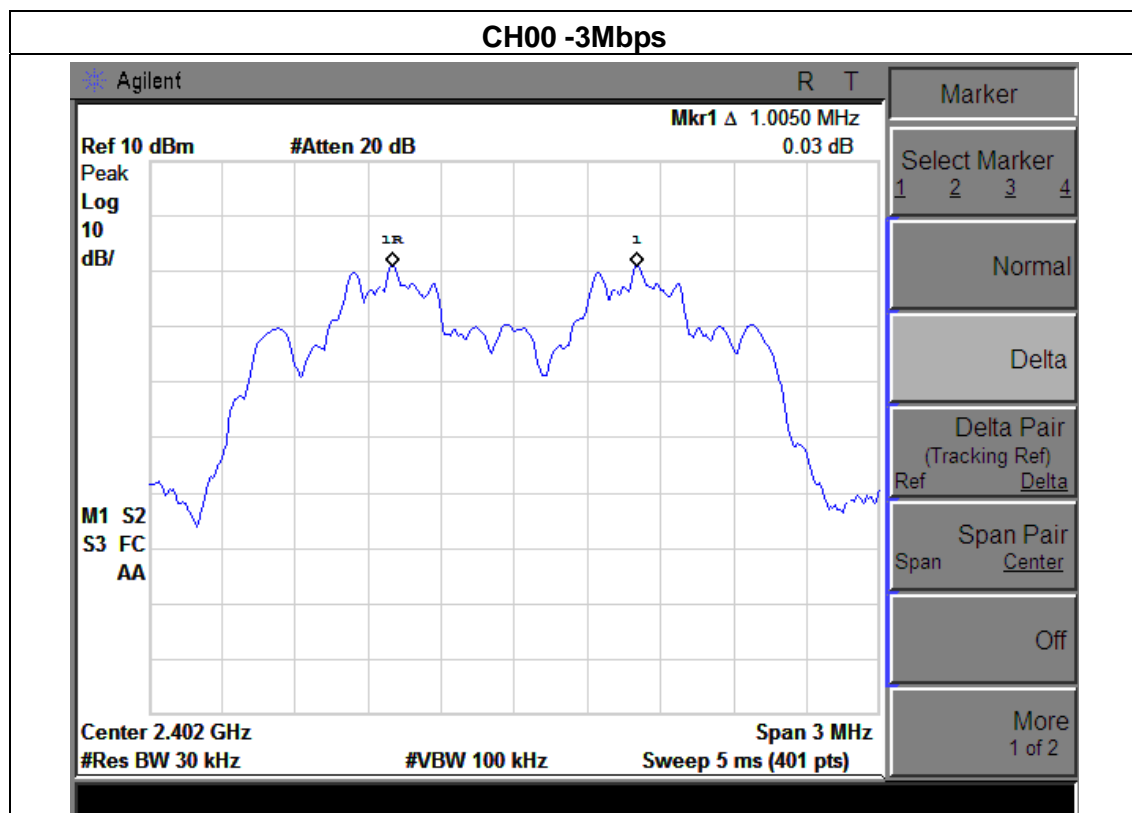 CH00 -3Mbps
Agilent R T
Mkr1 Δ 1.0050 MHz
Ref 10 dBm #Atten 20 dB 0.03 dB
Peak
Log
10
dB/
1R 1
M1 S2
S3 FC
AA
Center 2.402 GHz Span 3 MHz
#Res BW 30 kHz #VBW 100 kHz Sweep 5 ms (401 pts)
Marker
Select Marker
1 2 3 4
Normal
Delta
Delta Pair
(Tracking Ref)
Ref Delta
Span Pair
Span Center
Off
More
1 of 2